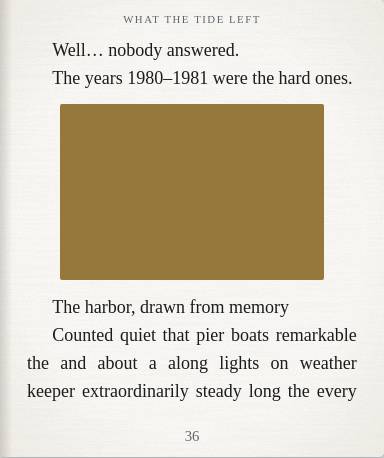 WHAT THE TIDE LEFT
Well… nobody answered.
The years 1980–1981 were the hard ones.
The harbor, drawn from memory
Counted quiet that pier boats remarkable
the and about a along lights on weather
keeper extraordinarily steady long the every
36